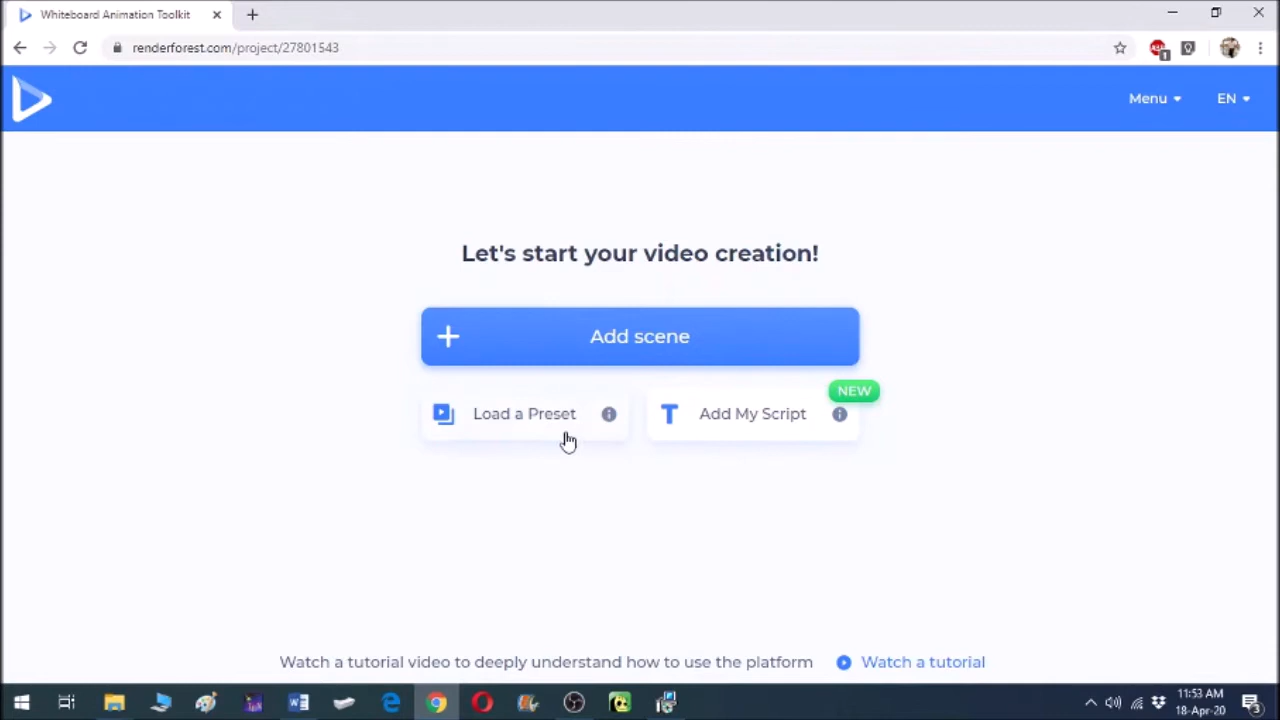 Whiteboard Animation Toolkit
renderforest.com/project/27801543
1
Menu
EN
Let's start your video creation!
Add scene
NEW
Load a Preset
Add My Script
Watch a tutorial video to deeply understand how to use the platform
Watch a tutorial
11:53 AM
18-Apr-20
3